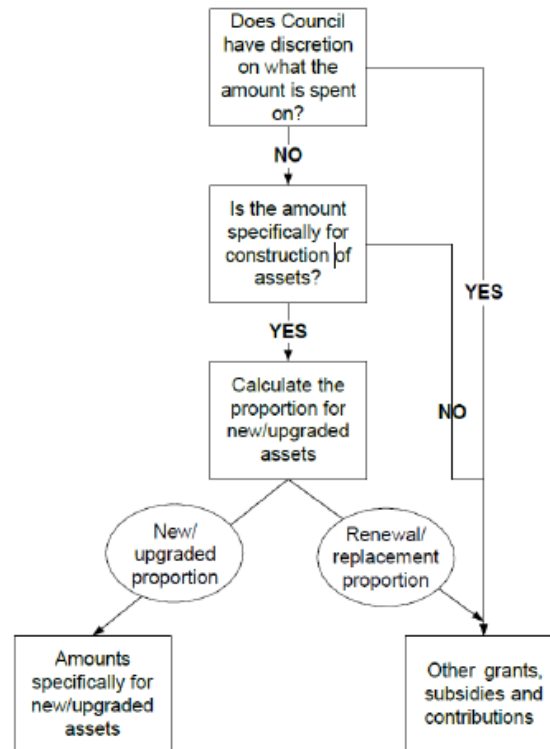 Does Council
have discretion
on what the
amount is spent
on?
NO
Is the amount
specifically for
construction of
assets?
YES
YES
Calculate the
proportion for
new/upgraded
assets
NO
New/
upgraded
proportion
Renewal/
replacement
proportion
Amounts
specifically for
new/upgraded
assets
Other grants,
subsidies and
contributions